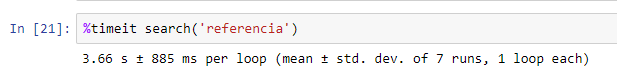 In [21]: %timeit search('referencia')
3.66 s ± 885 ms per loop (mean ± std. dev. of 7 runs, 1 loop each)